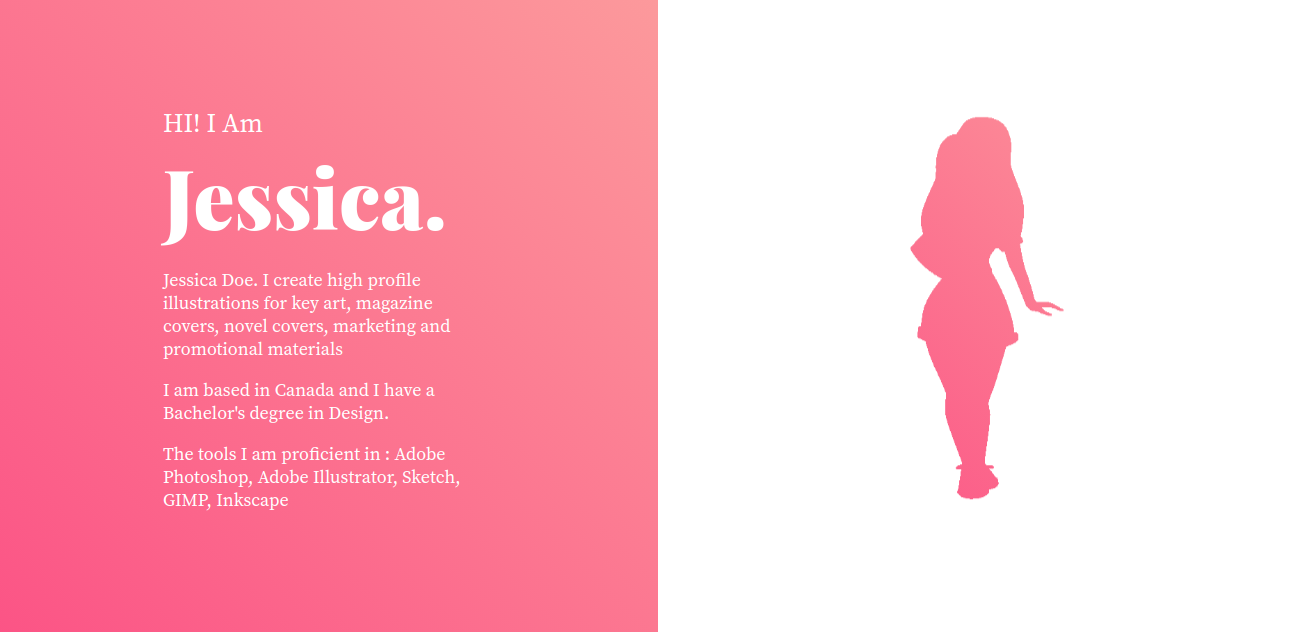 HI! I Am
Jessica.
Jessica Doe. I create high profile
illustrations for key art, magazine
covers, novel covers, marketing and
promotional materials
I am based in Canada and I have a
Bachelor's degree in Design.
The tools I am proficient in : Adobe
Photoshop, Adobe Illustrator, Sketch,
GIMP, Inkscape